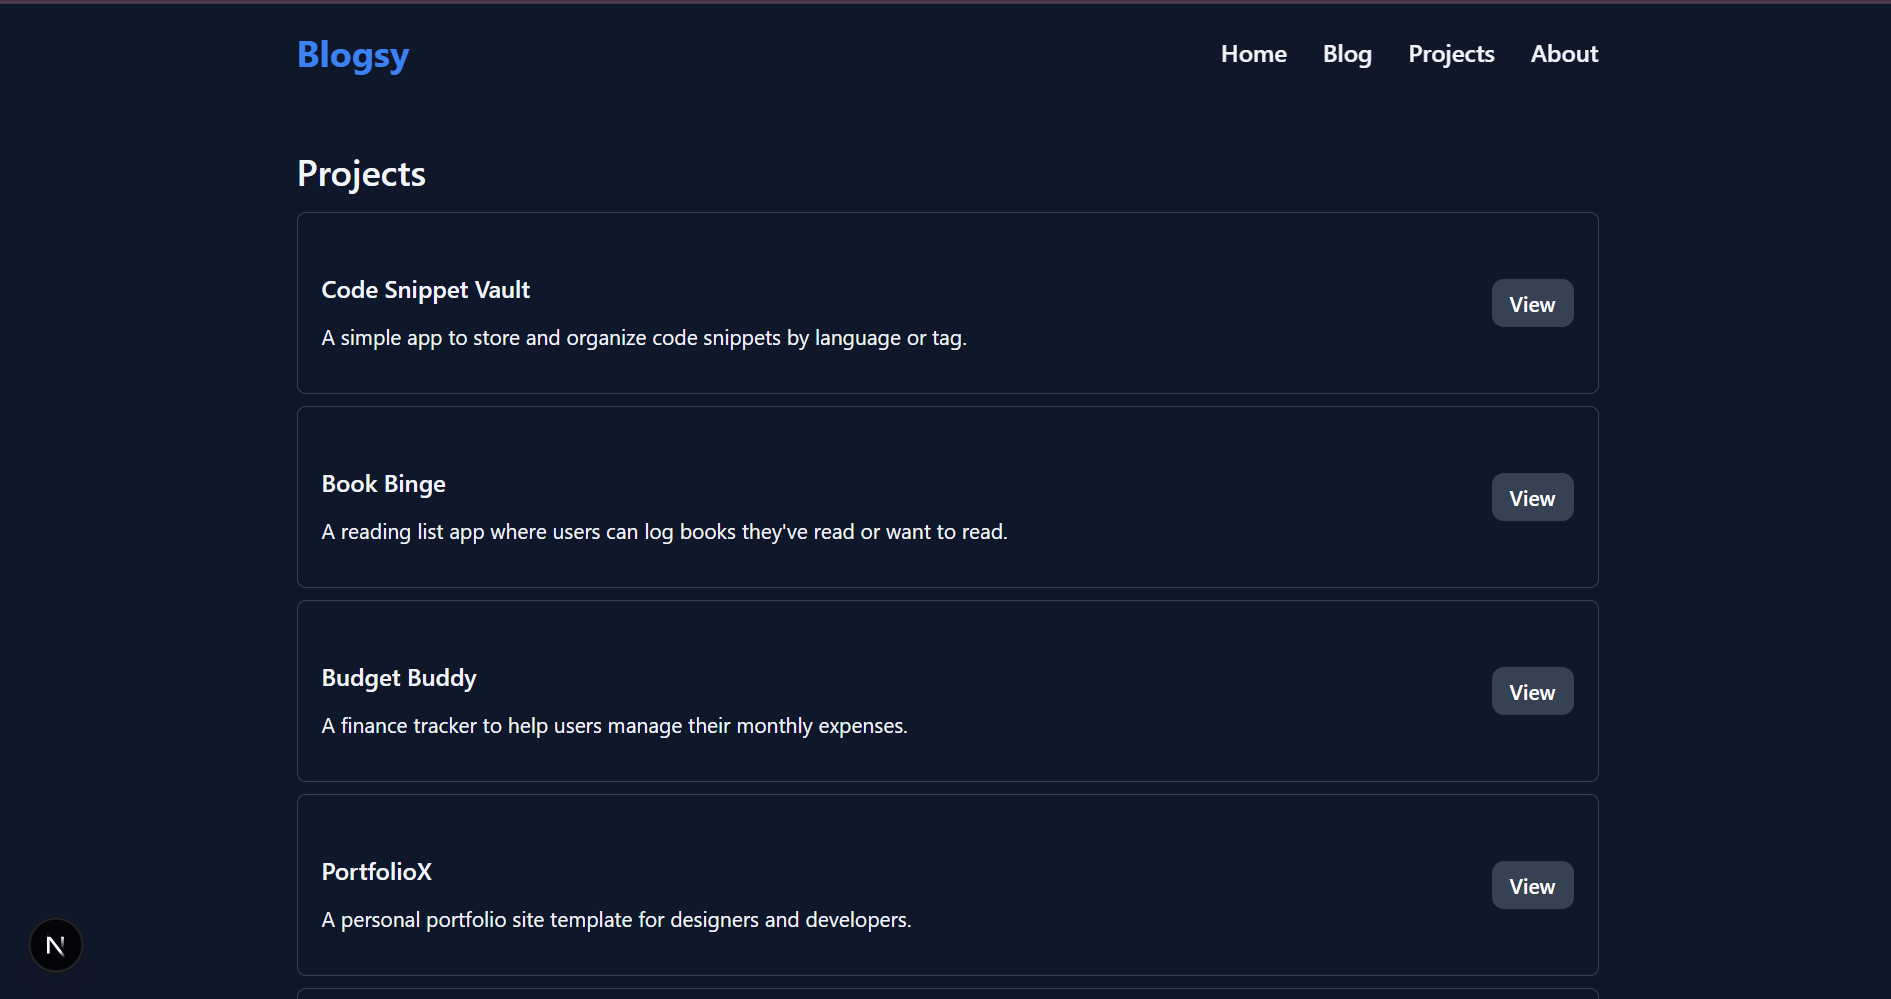 Blogsy
Home Blog Projects About
Projects
Code Snippet Vault
A simple app to store and organize code snippets by language or tag.
View
Book Binge
A reading list app where users can log books they've read or want to read.
View
Budget Buddy
A finance tracker to help users manage their monthly expenses.
View
PortfolioX
A personal portfolio site template for designers and developers.
View
N